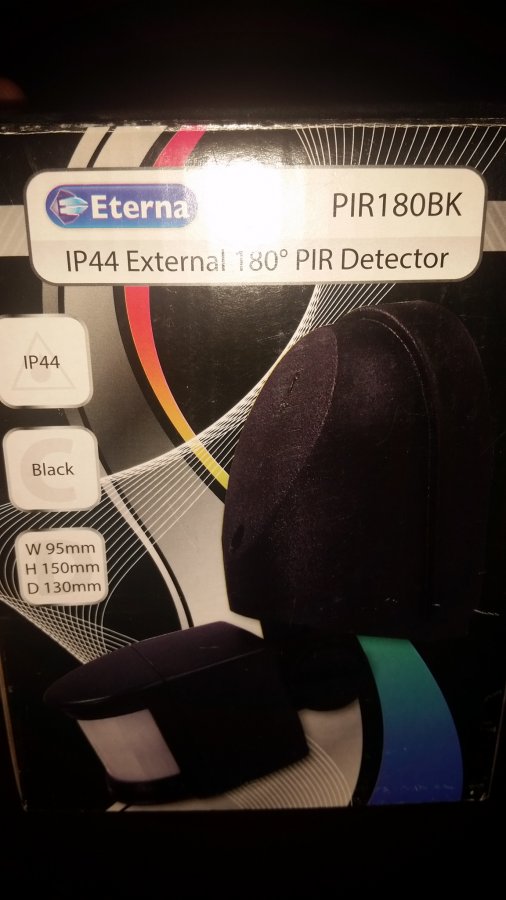 Eterna
PIR180BK
IP44 External 180° PIR Detector
IP44
Black
W 95mm
H 150mm
D 130mm